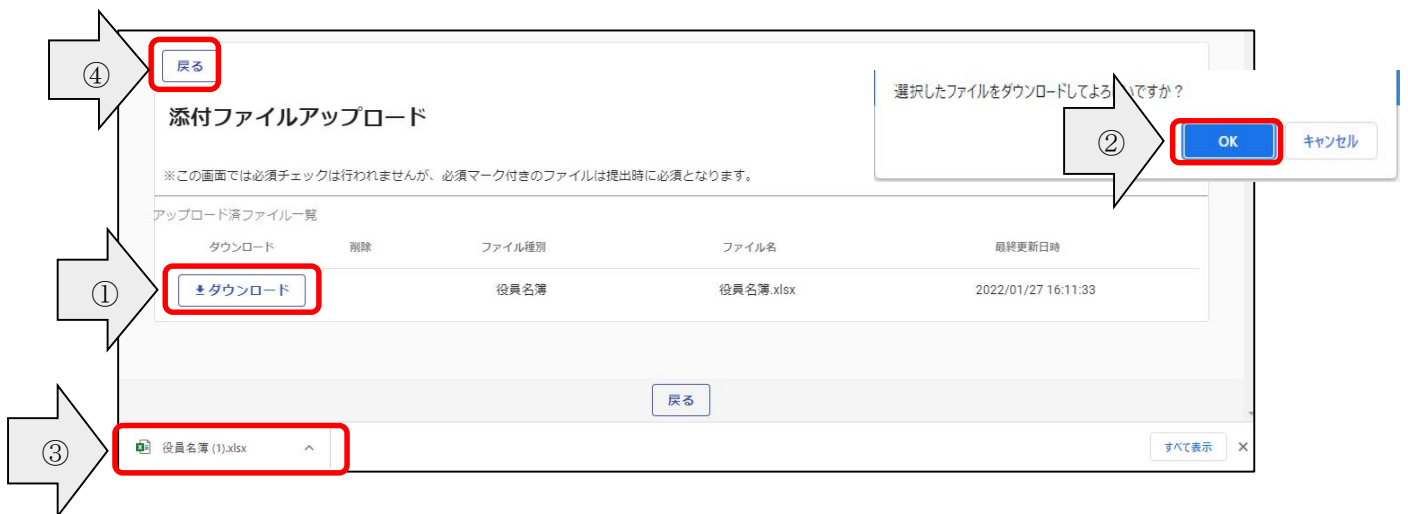 ④
戻る
添付ファイルアップロード
選択したファイルをダウンロードしてよろ いですか？
②
OK
キャンセル
※この画面では必須チェックは行われませんが、必須マーク付きのファイルは提出時に必須となります。
アップロード済ファイル一覧
ダウンロード 削除 ファイル種別 ファイル名 最終更新日時
①
ダウンロード 役員名簿 役員名簿.xlsx 2022/01/27 16:11:33
戻る
③
役員名簿 (1).xlsx
すべて表示